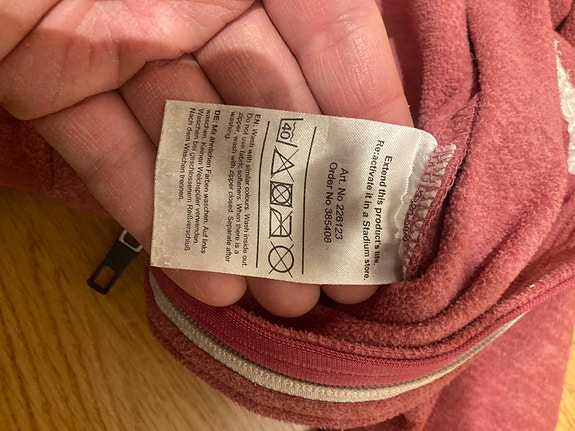 Extend this product's life.
Re:activate it in a Stadium store.
Art. No 226123
Order No 385408
40
EN: Wash with similar colours. Wash inside out.
Do not use fabric softeners. When there is a
zipper, wash with zipper closed. Separate after
washing.
DE: Mit ähnlichen Farben waschen. Auf links
waschen. Keinen Weichspüler verwenden.
Waschen bei geschlossenem Reißverschluß.
Nach dem Waschen trennen.